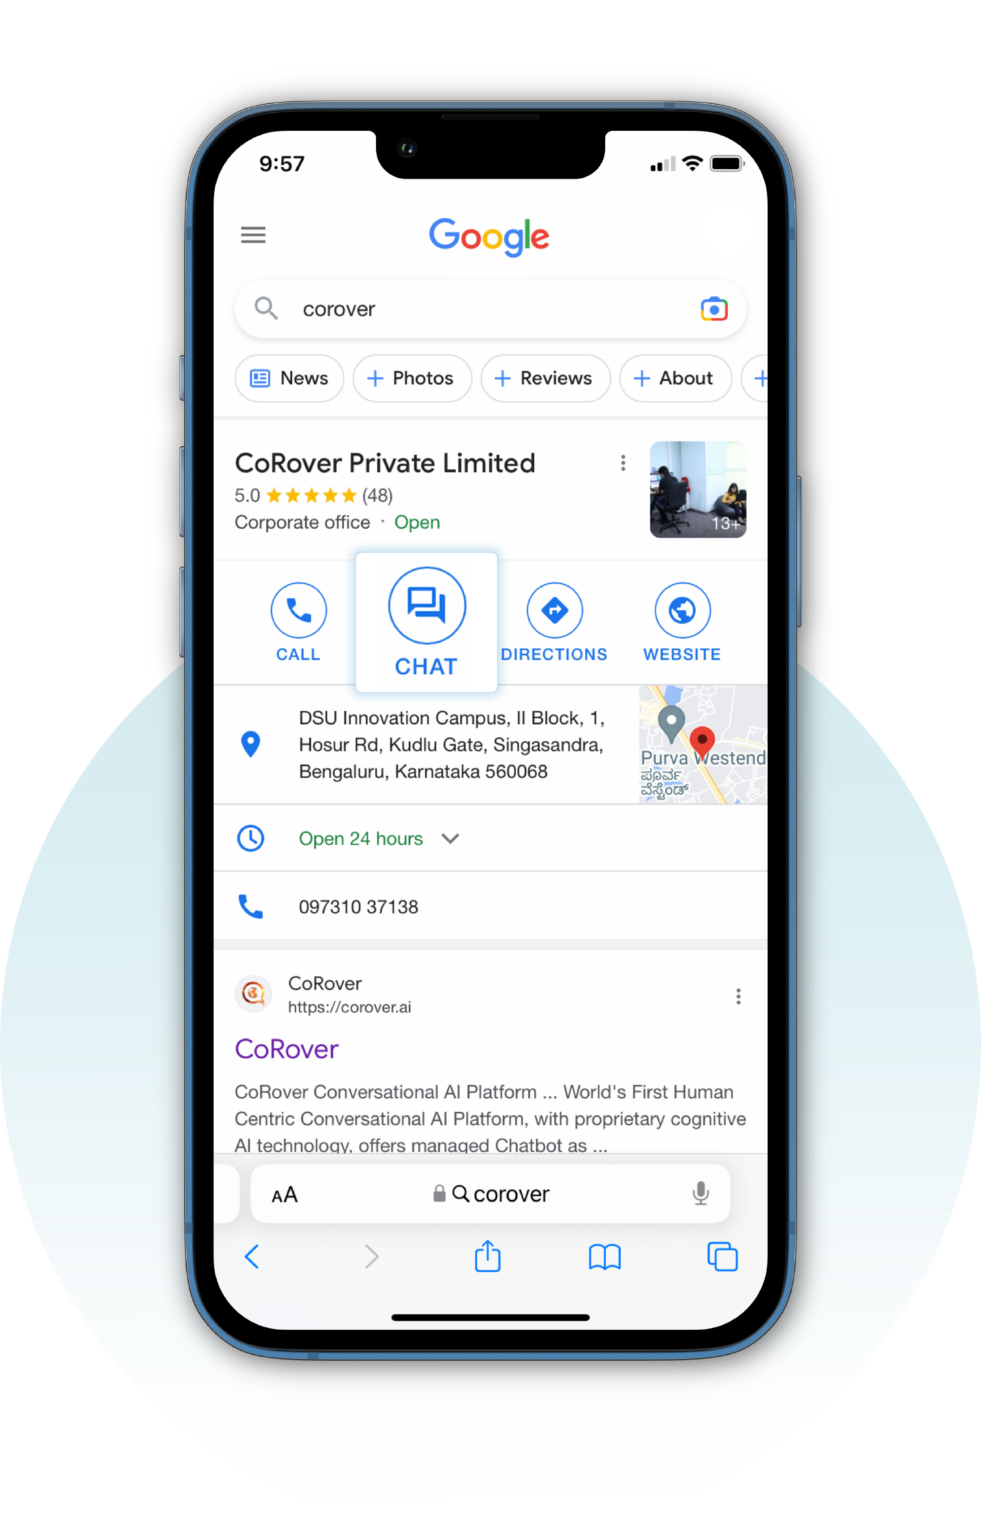 9:57
Google
corover
News
Photos
Reviews
About
CoRover Private Limited
5.0 (48)
Corporate office · Open
13+
CALL
CHAT
DIRECTIONS
WEBSITE
DSU Innovation Campus, II Block, 1,
Hosur Rd, Kudlu Gate, Singasandra,
Bengaluru, Karnataka 560068
Purva Westend
ಪೂರ್ವ
ವೆಸ್ಟೆಂಡ್
Open 24 hours
097310 37138
CoRover
https://corover.ai
CoRover
CoRover Conversational AI Platform ... World's First Human
Centric Conversational AI Platform, with proprietary cognitive
AI technology, offers managed Chatbot as ...
AA corover